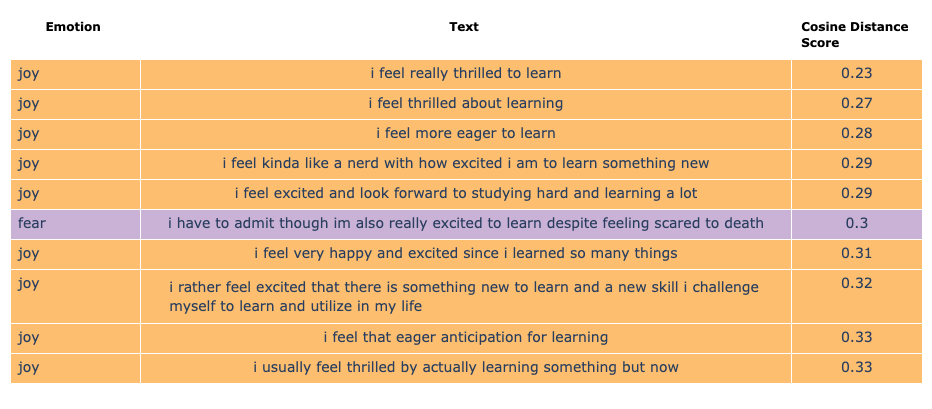 Emotion Text Cosine Distance
Score
joy i feel really thrilled to learn 0.23
joy i feel thrilled about learning 0.27
joy i feel more eager to learn 0.28
joy i feel kinda like a nerd with how excited i am to learn something new 0.29
joy i feel excited and look forward to studying hard and learning a lot 0.29
fear i have to admit though im also really excited to learn despite feeling scared to death 0.3
joy i feel very happy and excited since i learned so many things 0.31
joy i rather feel excited that there is something new to learn and a new skill i challenge 0.32
myself to learn and utilize in my life
joy i feel that eager anticipation for learning 0.33
joy i usually feel thrilled by actually learning something but now 0.33